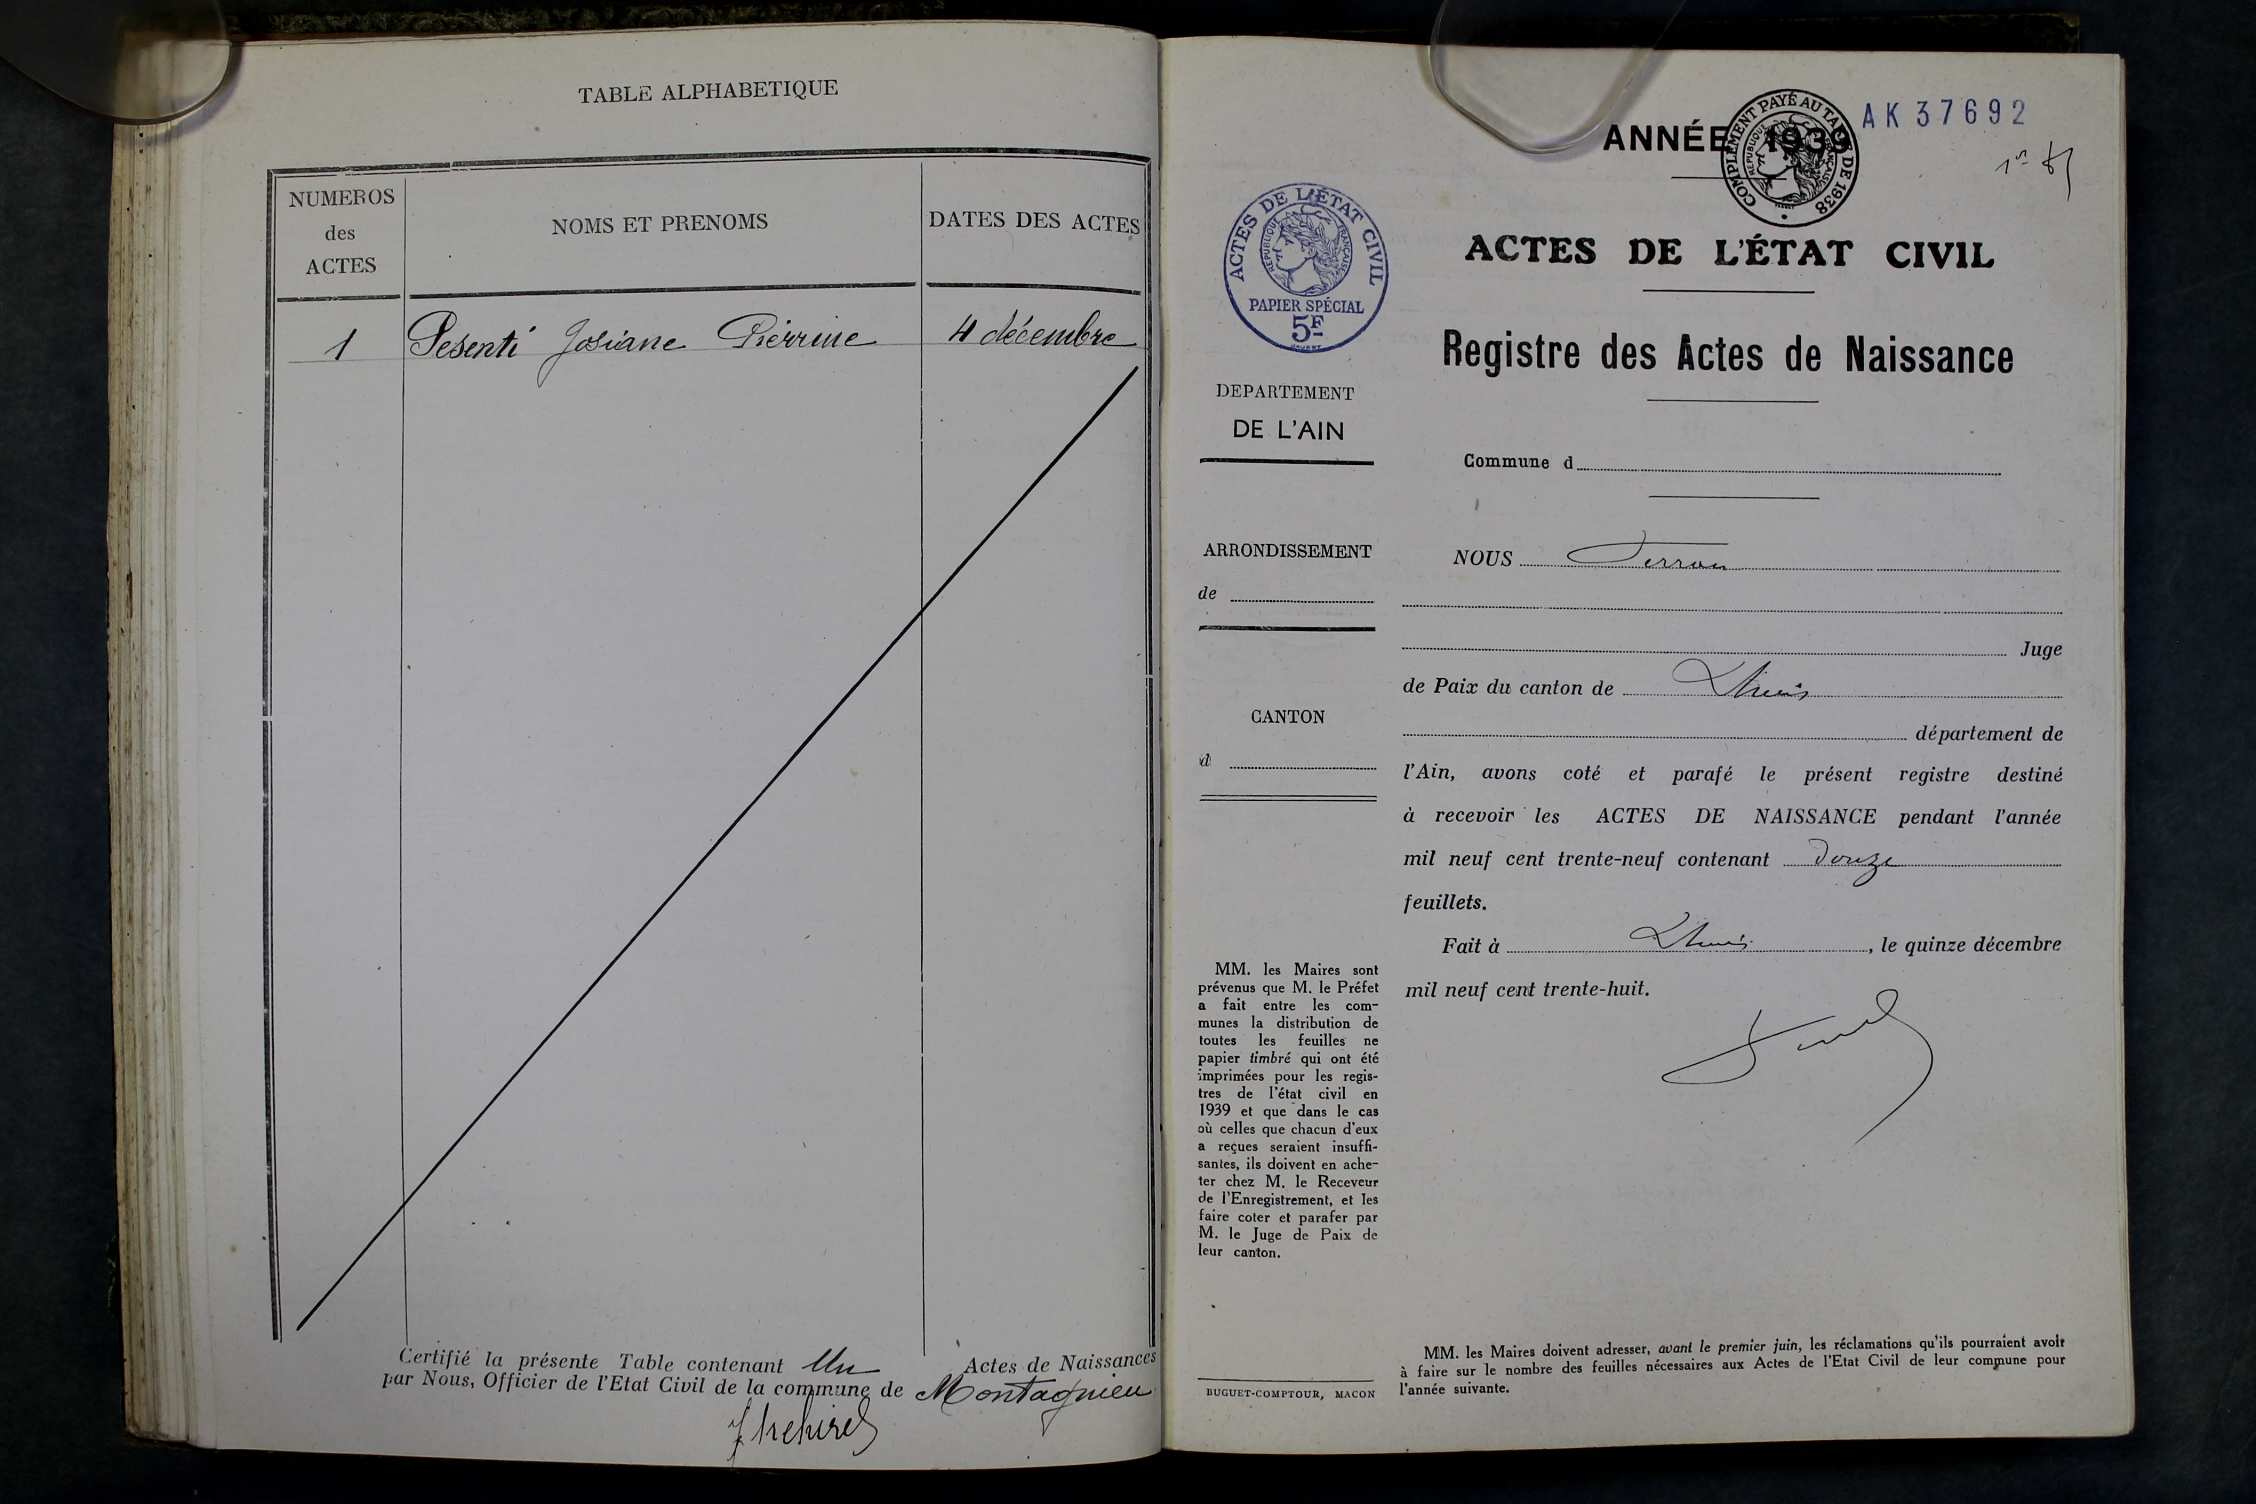 TABLE ALPHABETIQUE
NUMEROS
des
ACTES
NOMS ET PRENOMS
DATES DES ACTES
1 Pesenti Josiane Pierrine 4 décembre
Certifié la présente Table contenant Un Actes de Naissances
par Nous, Officier de l'Etat Civil de la commune de Montagnieu
ANNÉE 1939
COMPLÉMENT PAYÉ AU TARIF DE 1938
RÉPUBLIQUE FRANÇAISE
AK 37692
ACTES DE L'ÉTAT CIVIL
RÉPUBLIQUE FRANÇAISE
PAPIER SPÉCIAL
5F
ACTES DE L'ÉTAT CIVIL
Registre des Actes de Naissance
DEPARTEMENT
DE L'AIN
Commune d
ARRONDISSEMENT
de
CANTON
d
NOUS
Juge
de Paix du canton de Lhuis
département de
l'Ain, avons coté et parafé le présent registre destiné
à recevoir les ACTES DE NAISSANCE pendant l'année
mil neuf cent trente-neuf contenant douze
feuillets.
Fait à Lhuis, le quinze décembre
mil neuf cent trente-huit.
MM. les Maires sont
prévenus que M. le Préfet
a fait entre les com-
munes la distribution de
toutes les feuilles ne
papier timbré qui ont été
imprimées pour les regis-
tres de l'état civil en
1939 et que dans le cas
où celles que chacun d'eux
a reçues seraient insuffi-
santes, ils doivent en ache-
ter chez M. le Receveur
de l'Enregistrement, et les
faire coter et parafer par
M. le Juge de Paix de
leur canton.
BUGUET-COMPTOUR, MACON
MM. les Maires doivent adresser, avant le premier juin, les réclamations qu'ils pourraient avoir
à faire sur le nombre des feuilles nécessaires aux Actes de l'Etat Civil de leur commune pour
l'année suivante.